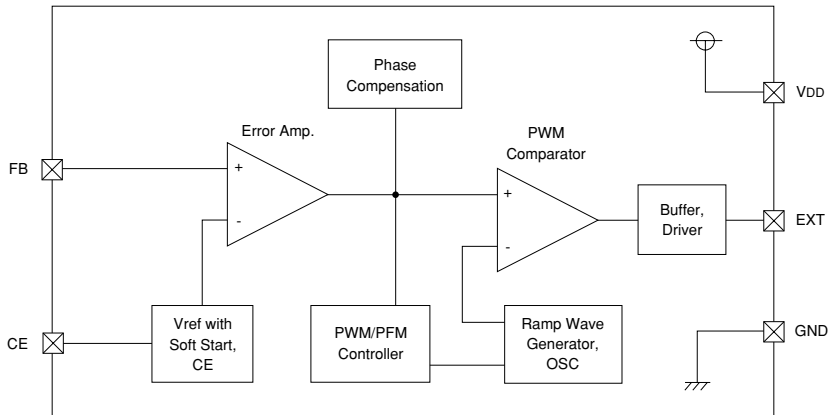 Phase
Compensation
VDD
Error Amp.
PWM
Comparator
FB
+
-
+
-
Buffer,
Driver
EXT
CE
Vref with
Soft Start,
CE
PWM/PFM
Controller
Ramp Wave
Generator,
OSC
GND